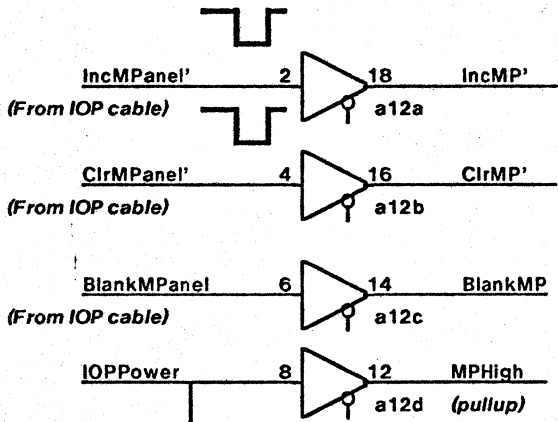 IncMPanel' 2 18 IncMP'
(From IOP cable) a12a
ClrMPanel' 4 16 ClrMP'
(From IOP cable) a12b
BlankMPanel 6 14 BlankMP
(From IOP cable) a12c
IOPPower 8 12 MPHigh
a12d (pullup)